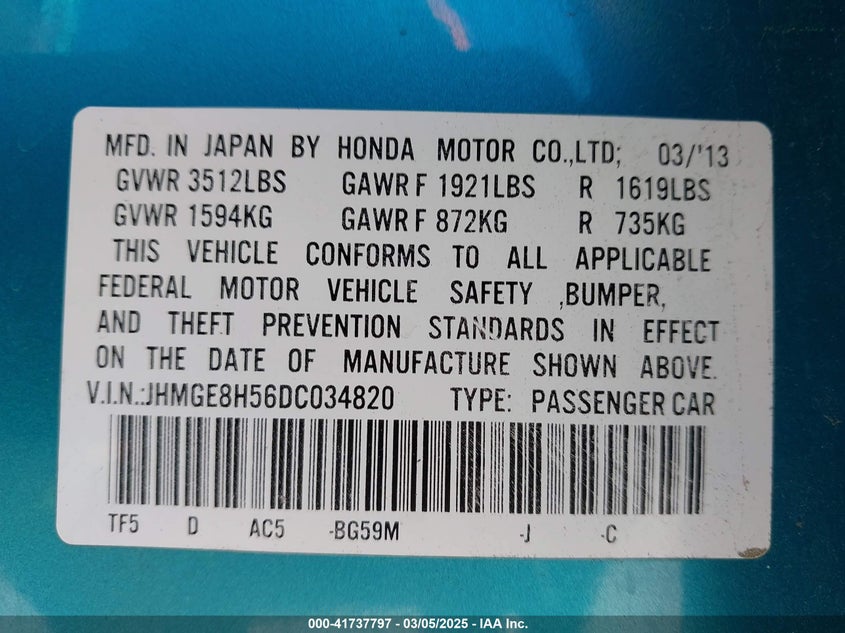 MFD. IN JAPAN BY HONDA MOTOR CO.,LTD; 03/'13
GVWR 3512LBS GAWR F 1921LBS R 1619LBS
GVWR 1594KG GAWR F 872KG R 735KG
THIS VEHICLE CONFORMS TO ALL APPLICABLE
FEDERAL MOTOR VEHICLE SAFETY ,BUMPER,
AND THEFT PREVENTION STANDARDS IN EFFECT
ON THE DATE OF MANUFACTURE SHOWN ABOVE.
V.I.N.:JHMGE8H56DC034820 TYPE: PASSENGER CAR
TF5 D AC5 -BG59M -J -C
000-41737797 - 03/05/2025 - IAA Inc.